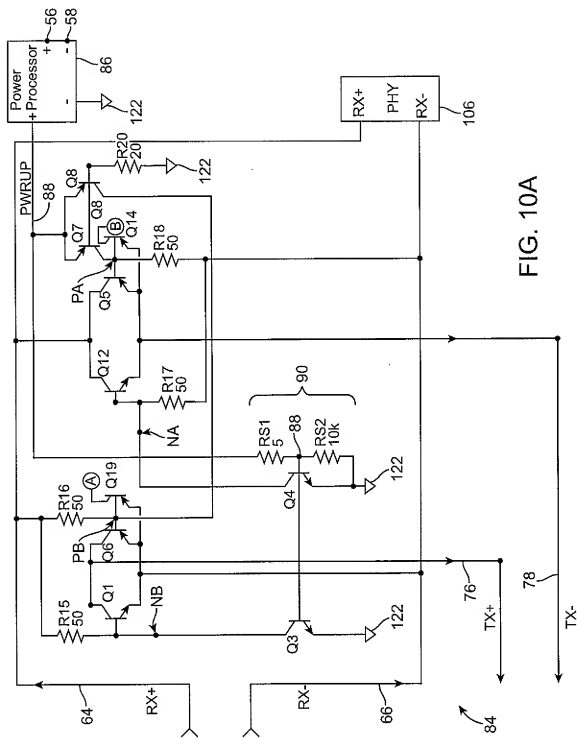 56
58
86
Power
Processor
+
-
+
-
122
PWRUP
88
Q8
R20
20
122
Q7
Q8
B
Q14
PA
Q5
R18
50
Q12
R17
50
NA
RX+
PHY
RX-
106
90
RS1
5
88
RS2
10k
Q4
122
A
Q19
R16
50
PB
Q6
Q1
R15
50
NB
Q3
122
64
RX+
RX-
66
76
TX+
78
TX-
84
FIG. 10A